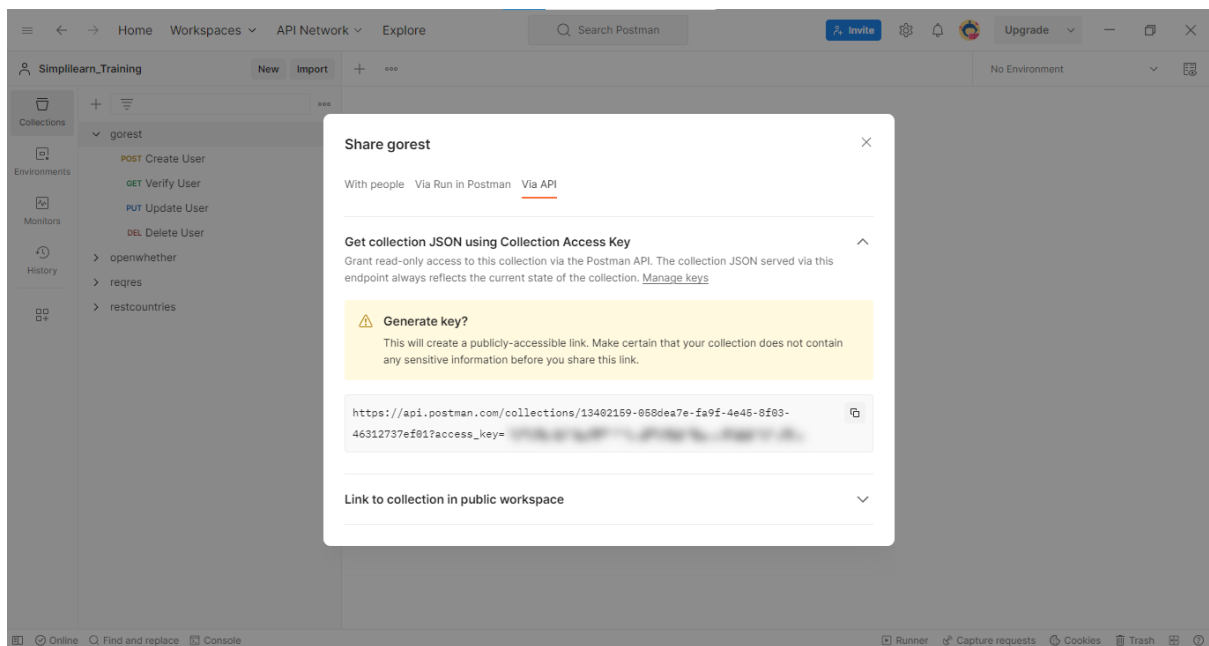 Home Workspaces API Network Explore Search Postman Invite Upgrade
Simplilearn_Training New Import No Environment
Collections
Environments
Monitors
History
gorest
POST Create User
GET Verify User
PUT Update User
DEL Delete User
openwhether
reqres
restcountries
Share gorest
With people Via Run in Postman Via API
Get collection JSON using Collection Access Key
Grant read-only access to this collection via the Postman API. The collection JSON served via this
endpoint always reflects the current state of the collection. Manage keys
Generate key?
This will create a publicly-accessible link. Make certain that your collection does not contain
any sensitive information before you share this link.
https://api.postman.com/collections/13402159-058dea7e-fa9f-4e45-8f03-
46312737ef01?access_key=
Link to collection in public workspace
Online Find and replace Console Runner Capture requests Cookies Trash